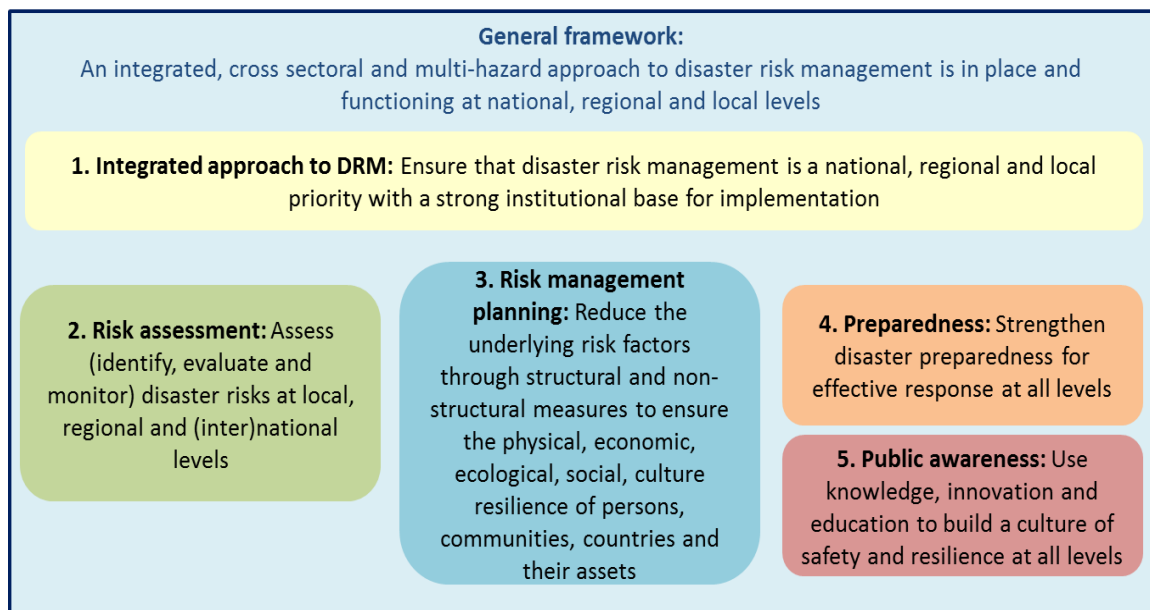 General framework:
An integrated, cross sectoral and multi-hazard approach to disaster risk management is in place and
functioning at national, regional and local levels
1. Integrated approach to DRM: Ensure that disaster risk management is a national, regional and local
priority with a strong institutional base for implementation
2. Risk assessment: Assess
(identify, evaluate and
monitor) disaster risks at local,
regional and (inter)national
levels
3. Risk management
planning: Reduce the
underlying risk factors
through structural and non-
structural measures to ensure
the physical, economic,
ecological, social, culture
resilience of persons,
communities, countries and
their assets
4. Preparedness: Strengthen
disaster preparedness for
effective response at all levels
5. Public awareness: Use
knowledge, innovation and
education to build a culture of
safety and resilience at all levels